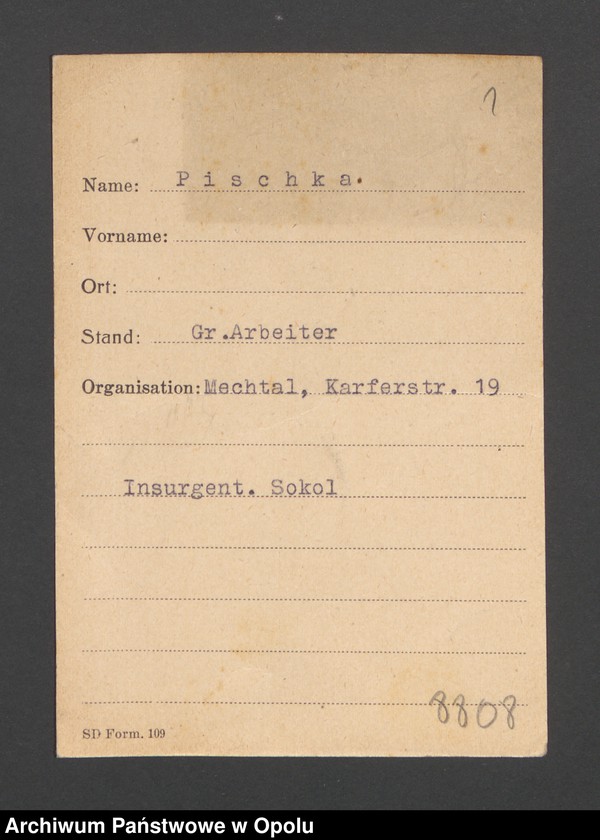 1
Name: Pischka.
Vorname:
Ort:
Stand: Gr.Arbeiter
Organisation: Mechtal, Karferstr. 19
Insurgent. Sokol
8808
SD Form. 109
Archiwum Państwowe w Opolu